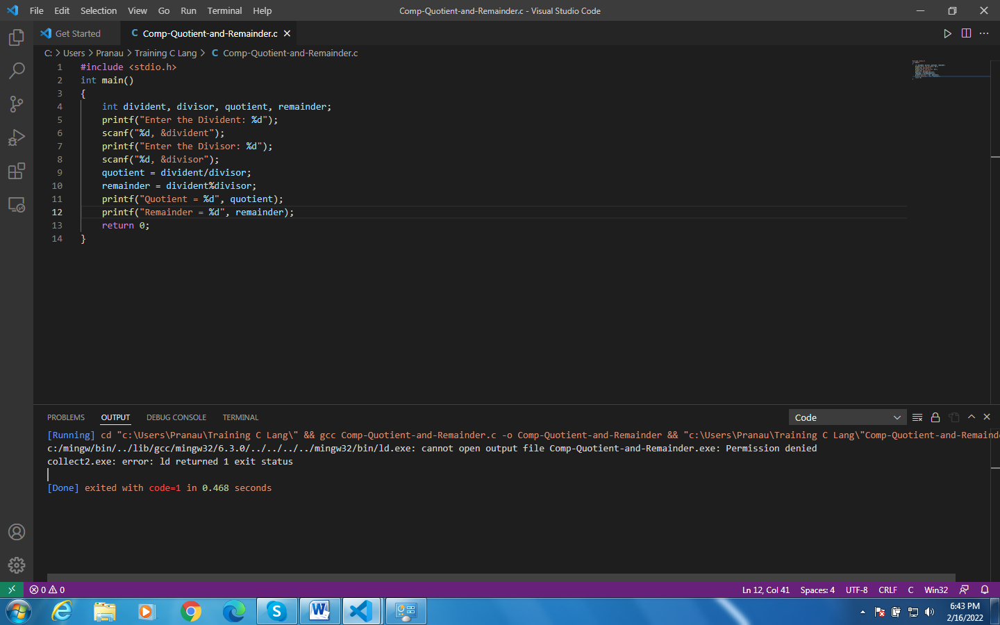 File Edit Selection View Go Run Terminal Help Comp-Quotient-and-Remainder.c - Visual Studio Code
Get Started C Comp-Quotient-and-Remainder.c
C: > Users > Pranau > Training C Lang > C Comp-Quotient-and-Remainder.c
1 #include <stdio.h>
2 int main()
3 {
4 int divident, divisor, quotient, remainder;
5 printf("Enter the Divident: %d");
6 scanf("%d, &divident");
7 printf("Enter the Divisor: %d");
8 scanf("%d, &divisor");
9 quotient = divident/divisor;
10 remainder = divident%divisor;
11 printf("Quotient = %d", quotient);
12 printf("Remainder = %d", remainder);
13 return 0;
14 }
PROBLEMS OUTPUT DEBUG CONSOLE TERMINAL Code
[Running] cd "c:\Users\Pranau\Training C Lang\" && gcc Comp-Quotient-and-Remainder.c -o Comp-Quotient-and-Remainder && "c:\Users\Pranau\Training C Lang\"Comp-Quotient-and-Remainde
c:/mingw/bin/../lib/gcc/mingw32/6.3.0/../../../../mingw32/bin/ld.exe: cannot open output file Comp-Quotient-and-Remainder.exe: Permission denied
collect2.exe: error: ld returned 1 exit status
[Done] exited with code=1 in 0.468 seconds
0 0 Ln 12, Col 41 Spaces: 4 UTF-8 CRLF C Win32
6:43 PM
2/16/2022